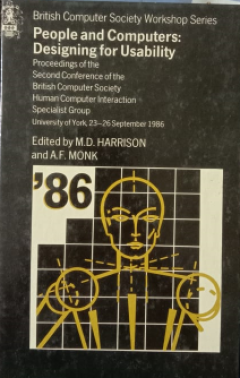 British Computer Society Workshop Series
People and Computers:
Designing for Usability
Proceedings of the
Second Conference of the
British Computer Society
Human Computer Interaction
Specialist Group
University of York, 23–26 September 1986
Edited by M.D. HARRISON
and A.F. MONK
'86